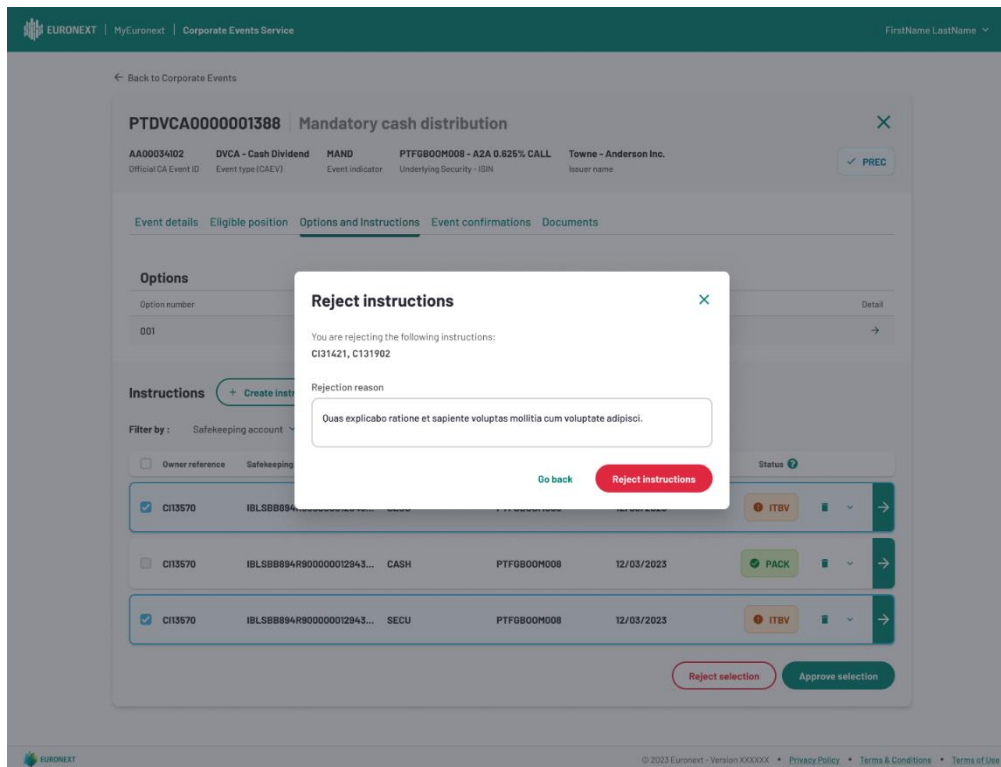 EURONEXT | MyEuronext | Corporate Events Service FirstName LastName
← Back to Corporate Events
PTDVCA0000001388 | Mandatory cash distribution
AA00034102 DVCA - Cash Dividend MAND PTFGBOOM008 - A2A 0.625% CALL Towne - Anderson Inc.
Official CA Event ID Event type (CAEV) Event indicator Underlying Security - ISIN Issuer name
PREC
Event details Eligible position Options and Instructions Event confirmations Documents
Options
Option number Detail
001
Reject instructions
You are rejecting the following instructions:
CI31421, C131902
Rejection reason
Quas explicabo ratione et sapiente voluptas mollitia cum voluptate adipisci.
Go back Reject instructions
Instructions + Create
Filter by : Safekeeping account
Owner reference Safekeeping Status
CI13570 ITBV
CI13570 IBLSBB894R900000012943... CASH PTFGBOOM008 12/03/2023 PACK
CI13570 IBLSBB894R900000012943... SECU PTFGBOOM008 12/03/2023 ITBV
Reject selection Approve selection
EURONEXT © 2023 Euronext - Version XXXXXX • Privacy Policy • Terms & Conditions • Terms of Use